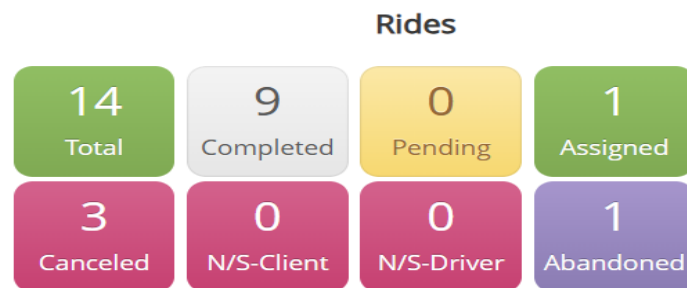 Rides
14 9 0 1
Total Completed Pending Assigned
3 0 0 1
Canceled N/S-Client N/S-Driver Abandoned